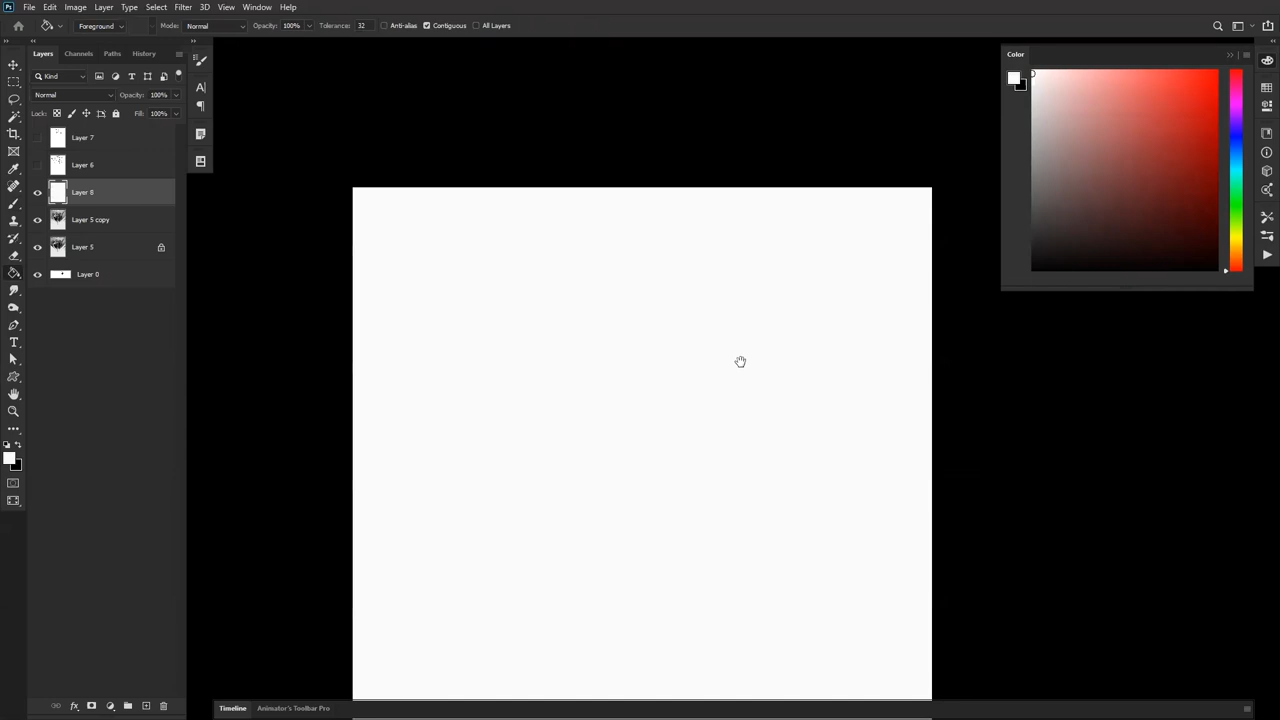 Ps File Edit Image Layer Type Select Filter 3D View Window Help
Foreground Mode: Normal Opacity: 100% Tolerance: 32 Anti-alias Contiguous All Layers
Layers Channels Paths History
Color
Kind T
Normal Opacity: 100%
Lock: Fill: 100%
Layer 7
Layer 6
Layer 8
Layer 5 copy
Layer 5
Layer 0
fx
Timeline Animator's Toolbar Pro